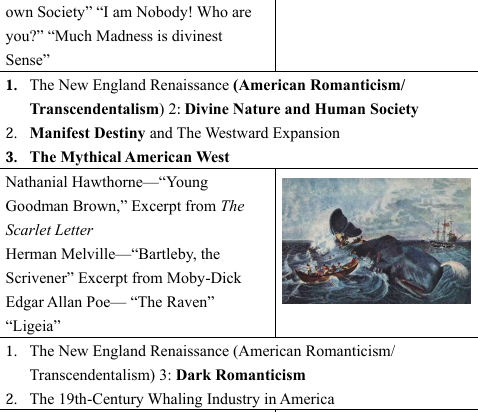 own Society” “I am Nobody! Who are
you?” “Much Madness is divinest
Sense”
1. The New England Renaissance (American Romanticism/
Transcendentalism) 2: Divine Nature and Human Society
2. Manifest Destiny and The Westward Expansion
3. The Mythical American West
Nathanial Hawthorne—“Young
Goodman Brown,” Excerpt from The
Scarlet Letter
Herman Melville—“Bartleby, the
Scrivener” Excerpt from Moby-Dick
Edgar Allan Poe— “The Raven”
“Ligeia”
1. The New England Renaissance (American Romanticism/
Transcendentalism) 3: Dark Romanticism
2. The 19th-Century Whaling Industry in America